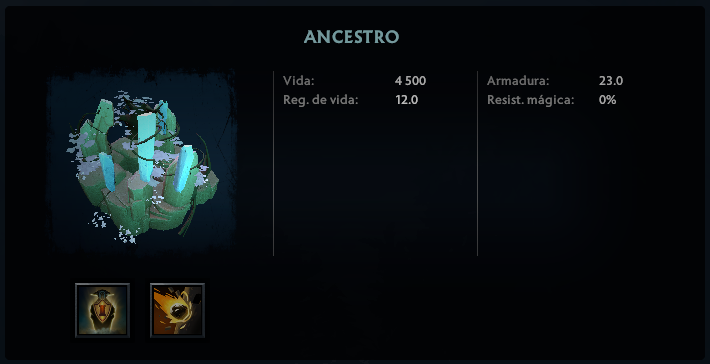 ANCESTRO
Vida: 4 500
Reg. de vida: 12.0
Armadura: 23.0
Resist. mágica: 0%